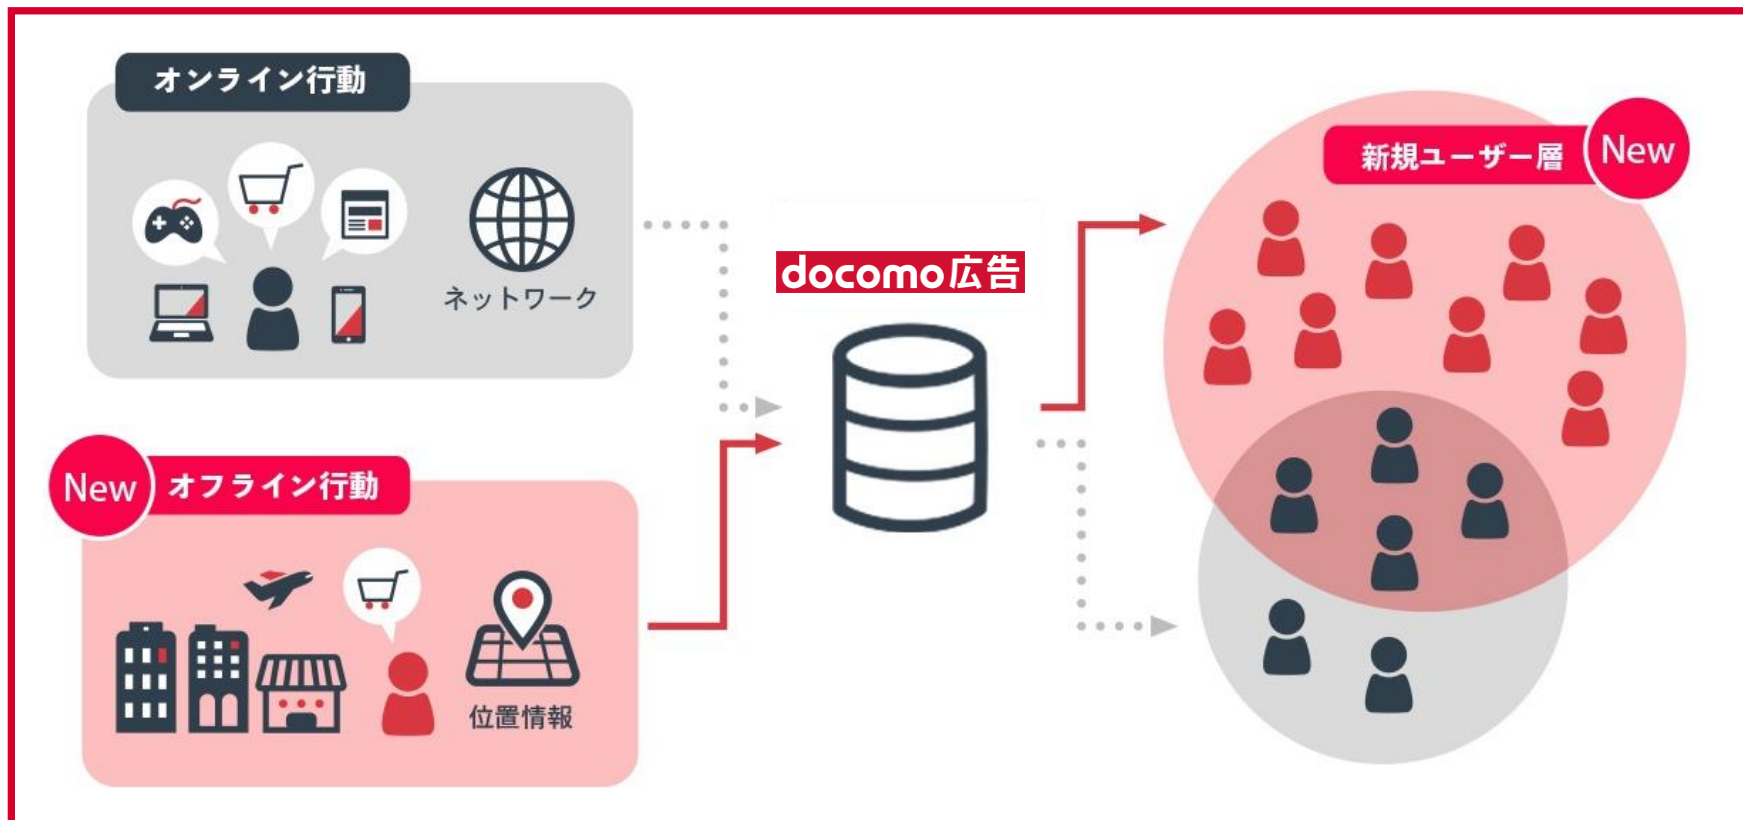 オンライン行動
ネットワーク
New
オフライン行動
位置情報
docomo広告
新規ユーザー層
New